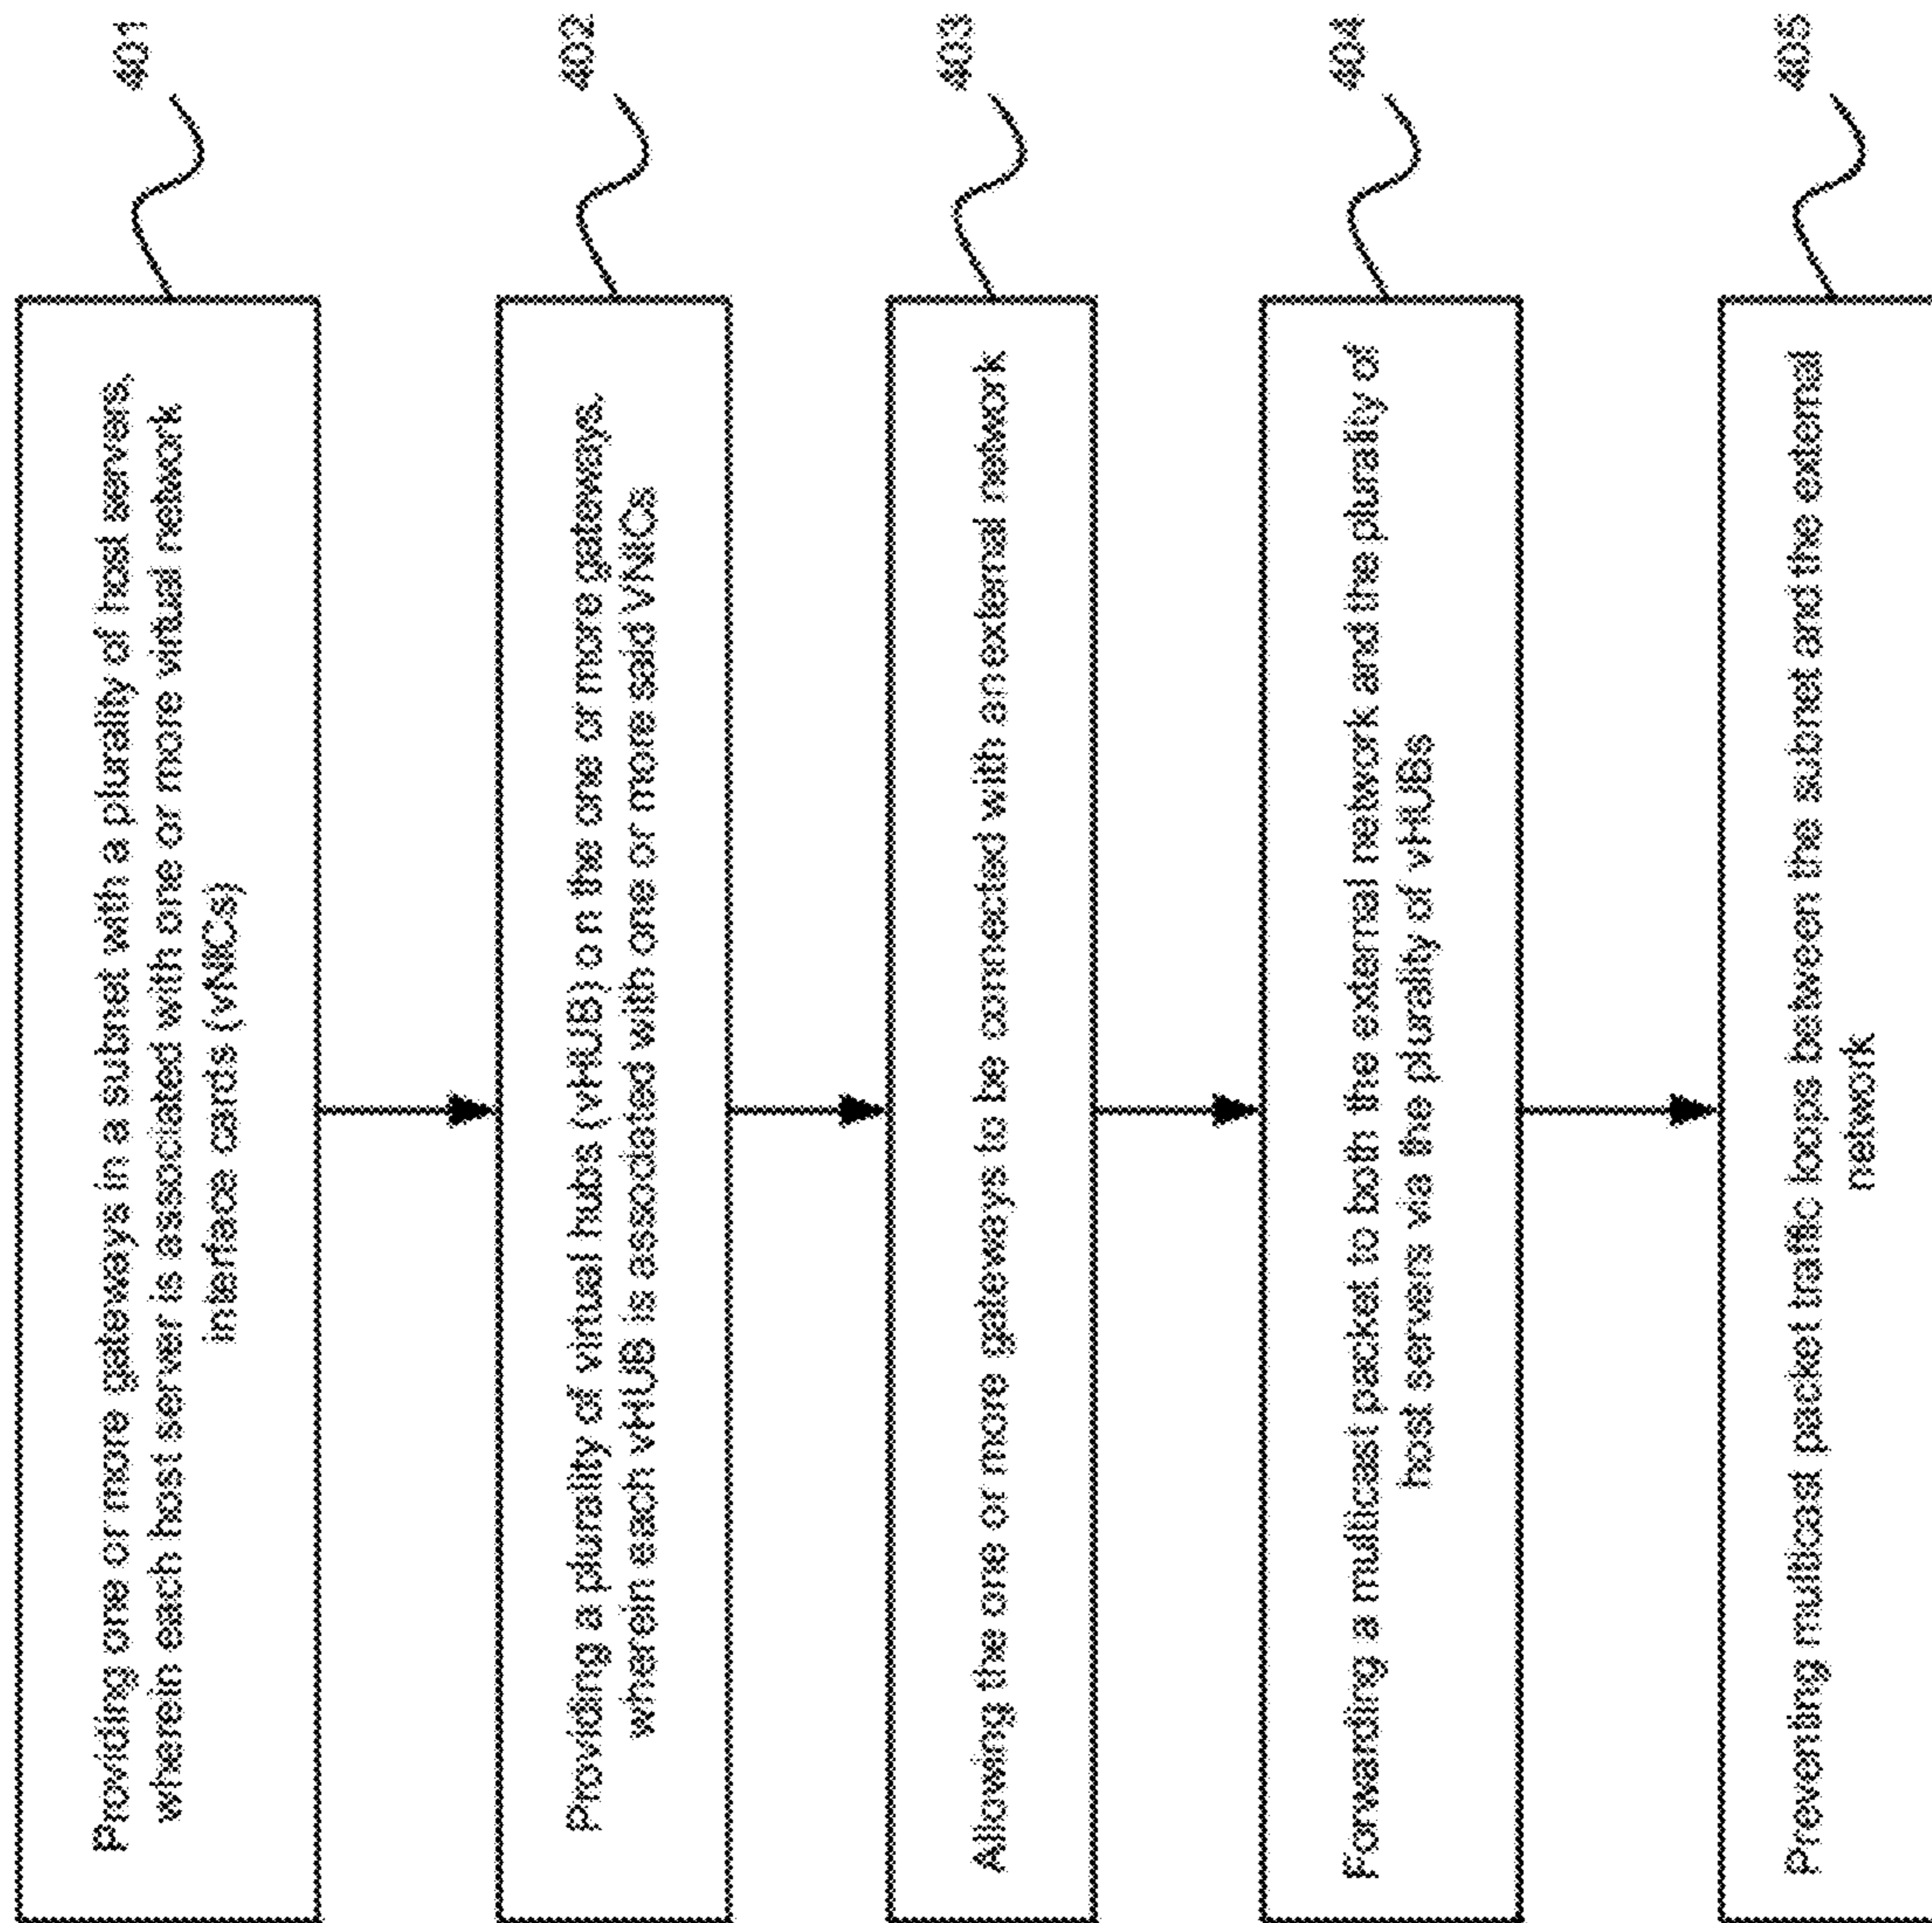 Providing one or more gateways in a subnet with a plurality of host servers,
wherein each host server is associated with one or more virtual network
interface cards (vNICs)
401
Providing a plurality of virtual hubs (vHUB) on the one or more gateways,
wherein each vHUB is associated with one or more said VNICs
402
Allowing the one or more gateways to be connected with an external network
403
Forwarding a multicast packet to both the external network and the plurality of
host servers via the plurality of vHUBs
404
Preventing multicast packet traffic loops between the subnet and the external
network
405